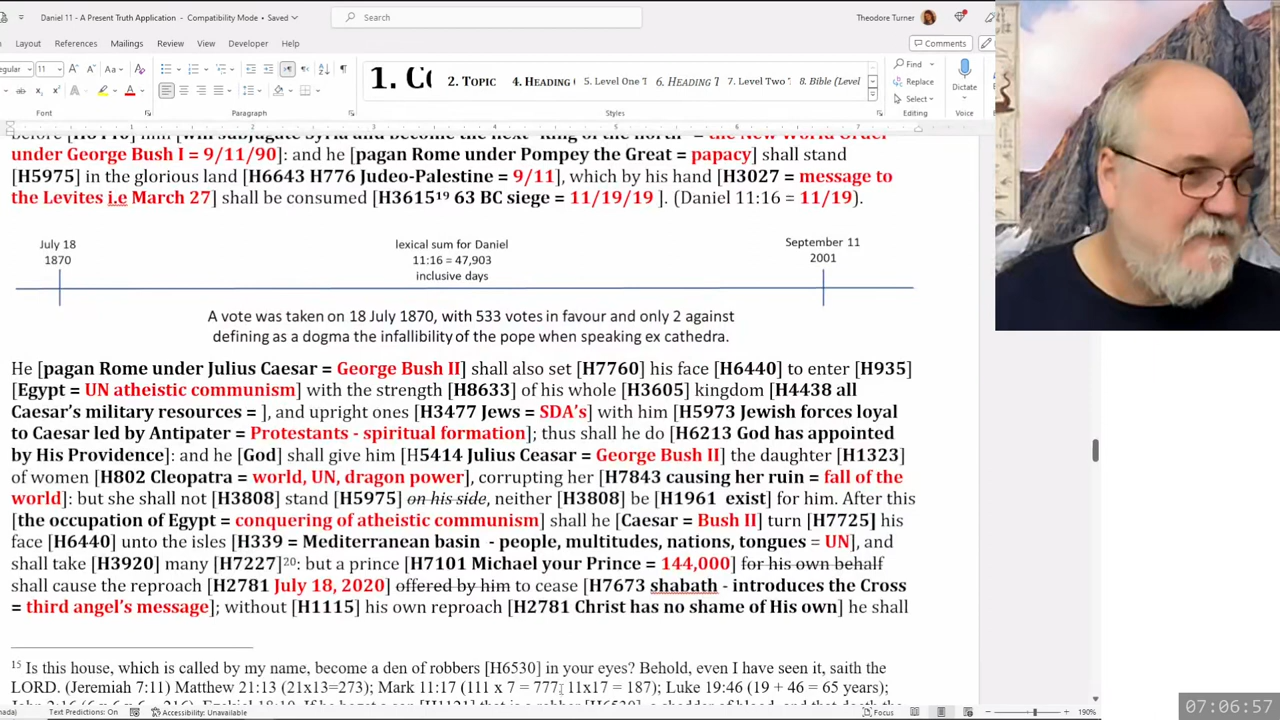 Daniel 11 - A Present Truth Application - Compatibility Mode • Saved
Search
Theodore Turner
Layout References Mailings Review View Developer Help
Comments
11
Find
Replace
Select
1. C
2. Topic
4. Heading
5. Level One
6. Heading
7. Level Two
8. Bible (Level
Dictate
Font Paragraph Styles Editing Voice
3 4 5 6 7
under George Bush I = 9/11/90]: and he [pagan Rome under Pompey the Great = papacy] shall stand
[H5975] in the glorious land [H6643 H776 Judeo-Palestine = 9/11], which by his hand [H3027 = message to
the Levites i.e March 27] shall be consumed [H3615¹⁹ 63 BC siege = 11/19/19 ]. (Daniel 11:16 = 11/19).
July 18
1870
lexical sum for Daniel
11:16 = 47,903
inclusive days
September 11
2001
A vote was taken on 18 July 1870, with 533 votes in favour and only 2 against
defining as a dogma the infallibility of the pope when speaking ex cathedra.
He [pagan Rome under Julius Caesar = George Bush II] shall also set [H7760] his face [H6440] to enter [H935]
[Egypt = UN atheistic communism] with the strength [H8633] of his whole [H3605] kingdom [H4438 all
Caesar's military resources = ], and upright ones [H3477 Jews = SDA's] with him [H5973 Jewish forces loyal
to Caesar led by Antipater = Protestants - spiritual formation]; thus shall he do [H6213 God has appointed
by His Providence]: and he [God] shall give him [H5414 Julius Ceasar = George Bush II] the daughter [H1323]
of women [H802 Cleopatra = world, UN, dragon power], corrupting her [H7843 causing her ruin = fall of the
world]: but she shall not [H3808] stand [H5975] on his side, neither [H3808] be [H1961 exist] for him. After this
[the occupation of Egypt = conquering of atheistic communism] shall he [Caesar = Bush II] turn [H7725] his
face [H6440] unto the isles [H339 = Mediterranean basin - people, multitudes, nations, tongues = UN], and
shall take [H3920] many [H7227]²⁰: but a prince [H7101 Michael your Prince = 144,000] for his own behalf
shall cause the reproach [H2781 July 18, 2020] offered by him to cease [H7673 shabath - introduces the Cross
= third angel's message]; without [H1115] his own reproach [H2781 Christ has no shame of His own] he shall
15 Is this house, which is called by my name, become a den of robbers [H6530] in your eyes? Behold, even I have seen it, saith the
LORD. (Jeremiah 7:11) Matthew 21:13 (21x13=273); Mark 11:17 (111 x 7 = 777; 11x17 = 187); Luke 19:46 (19 + 46 = 65 years);
Text Predictions: On Accessibility: Unavailable
Focus
190%
07:06:57